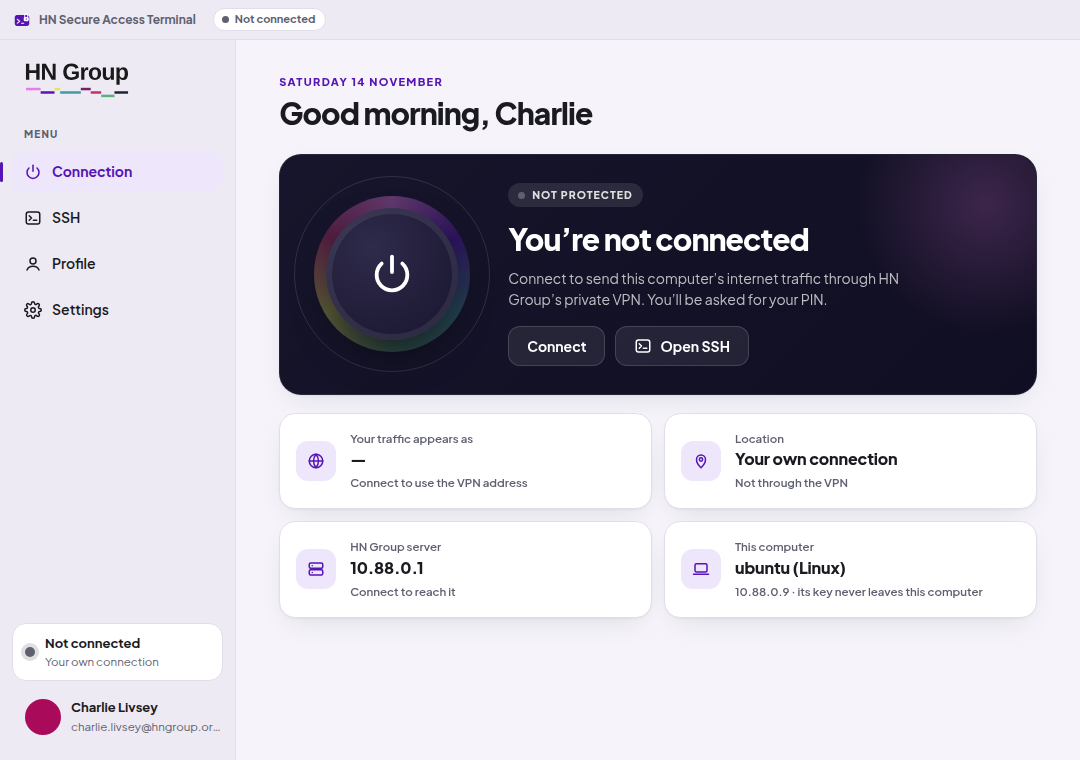 HN Secure Access Terminal
Not connected
HN Group
MENU
Connection
SSH
Profile
Settings
Not connected
Your own connection
Charlie Livsey
charlie.livsey@hngroup.or…
SATURDAY 14 NOVEMBER
Good morning, Charlie
NOT PROTECTED
You’re not connected
Connect to send this computer’s internet traffic through HN
Group’s private VPN. You’ll be asked for your PIN.
Connect
Open SSH
Your traffic appears as
—
Connect to use the VPN address
Location
Your own connection
Not through the VPN
HN Group server
10.88.0.1
Connect to reach it
This computer
ubuntu (Linux)
10.88.0.9 · its key never leaves this computer